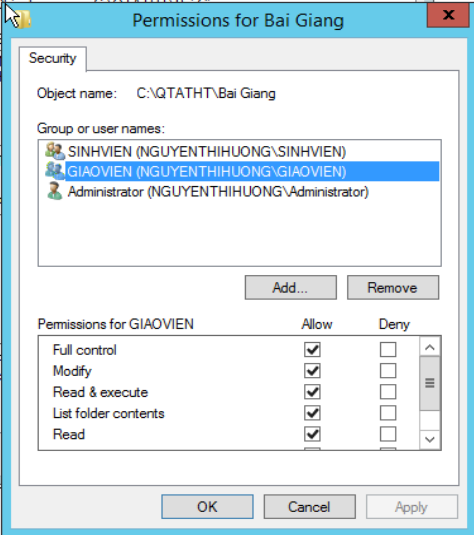 Permissions for Bai Giang
x
Security
Object name: C:\QTATHT\Bai Giang
Group or user names:
SINHVIEN (NGUYENTHIHUONG\SINHVIEN)
GIAOVIEN (NGUYENTHIHUONG\GIAOVIEN)
Administrator (NGUYENTHIHUONG\Administrator)
Add... Remove
Permissions for GIAOVIEN Allow Deny
Full control
Modify
Read & execute
List folder contents
Read
OK Cancel Apply